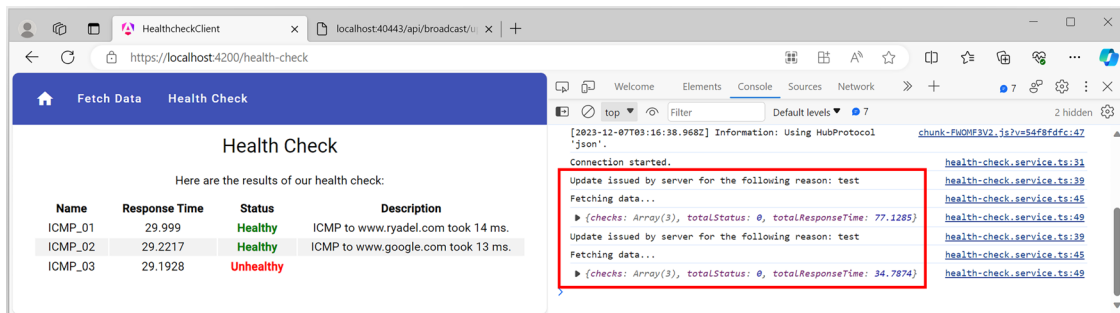 HealthcheckClient
localhost:40443/api/broadcast/u
https://localhost:4200/health-check
Fetch Data Health Check
Health Check
Here are the results of our health check:
Name Response Time Status Description
ICMP_01 29.999 Healthy ICMP to www.ryadel.com took 14 ms.
ICMP_02 29.2217 Healthy ICMP to www.google.com took 13 ms.
ICMP_03 29.1928 Unhealthy
Welcome Elements Console Sources Network 7
top Filter Default levels 7 2 hidden
[2023-12-07T03:16:38.968Z] Information: Using HubProtocol chunk-FWOMF3V2.js?v=54f8fdfc:47
'json'.
Connection started. health-check.service.ts:31
Update issued by server for the following reason: test health-check.service.ts:39
Fetching data... health-check.service.ts:45
{checks: Array(3), totalStatus: 0, totalResponseTime: 77.1285} health-check.service.ts:49
Update issued by server for the following reason: test health-check.service.ts:39
Fetching data... health-check.service.ts:45
{checks: Array(3), totalStatus: 0, totalResponseTime: 34.7874} health-check.service.ts:49